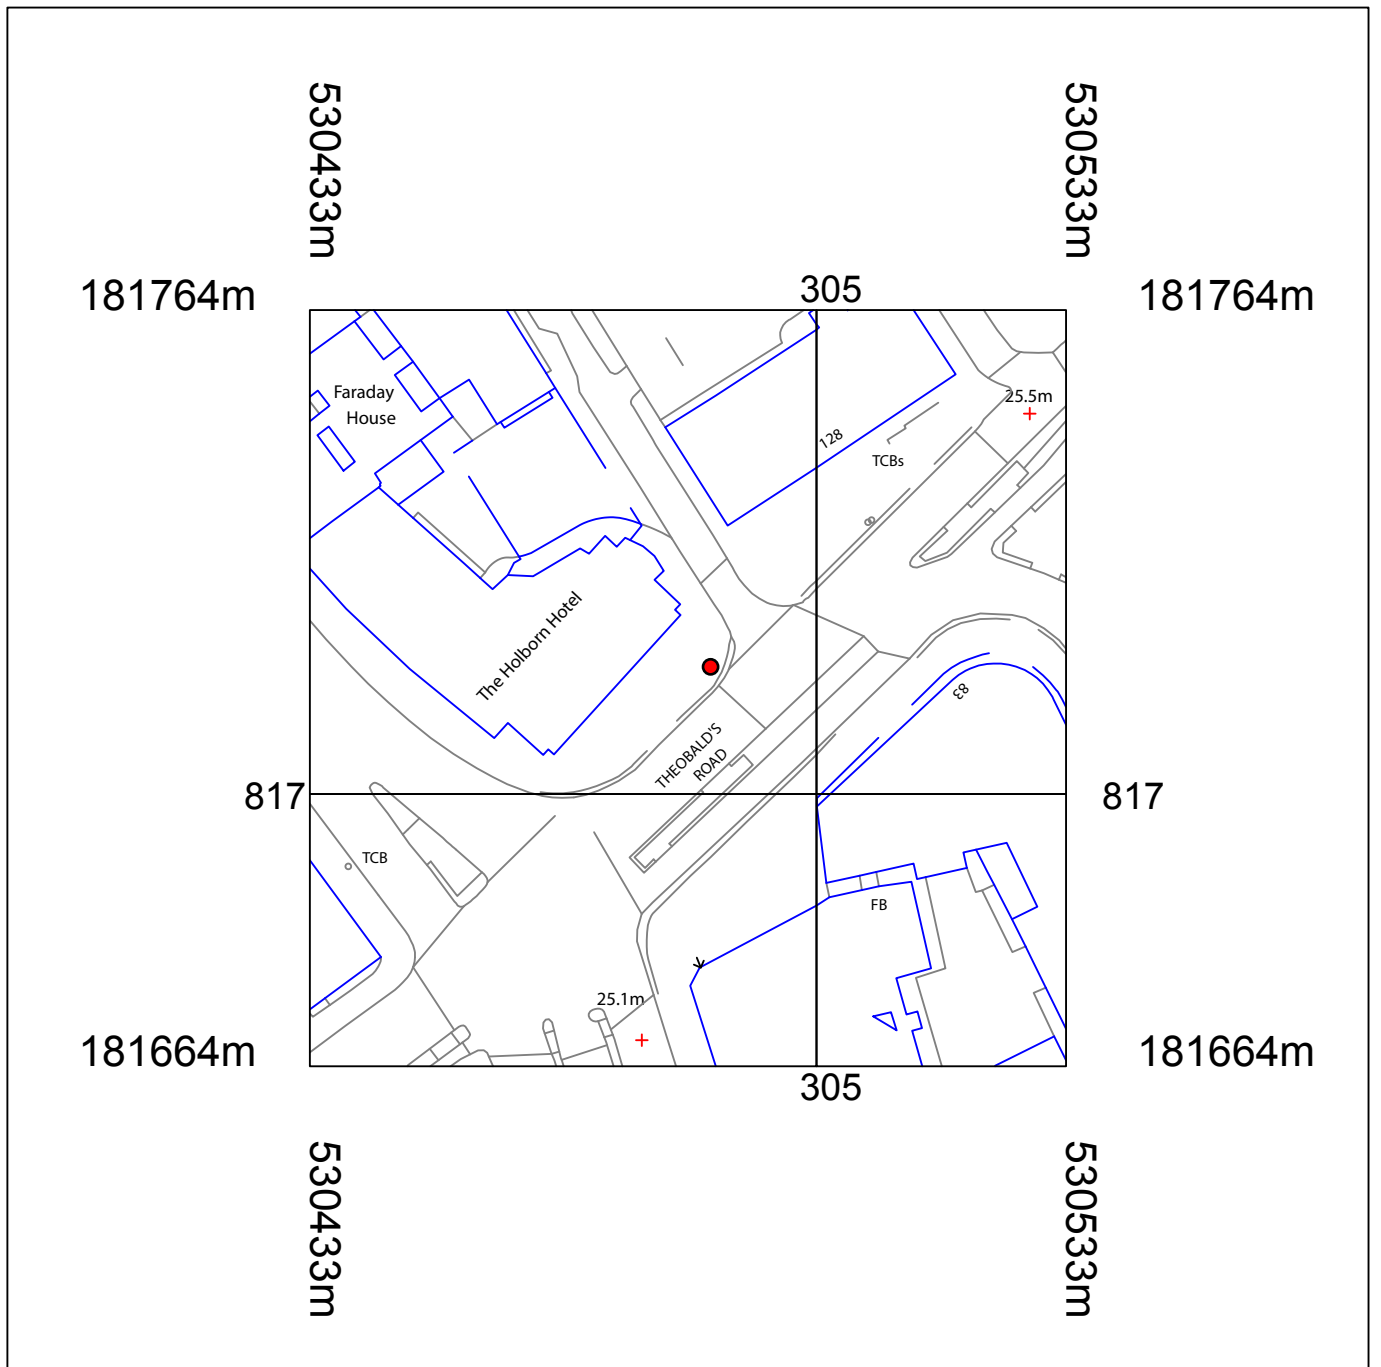 530433m
530533m
181764m
305
181764m
Faraday
House
25.5m
128
TCBs
The Holborn Hotel
83
THEOBALD'S
ROAD
817
817
TCB
FB
25.1m
181664m
305
181664m
530433m
530533m